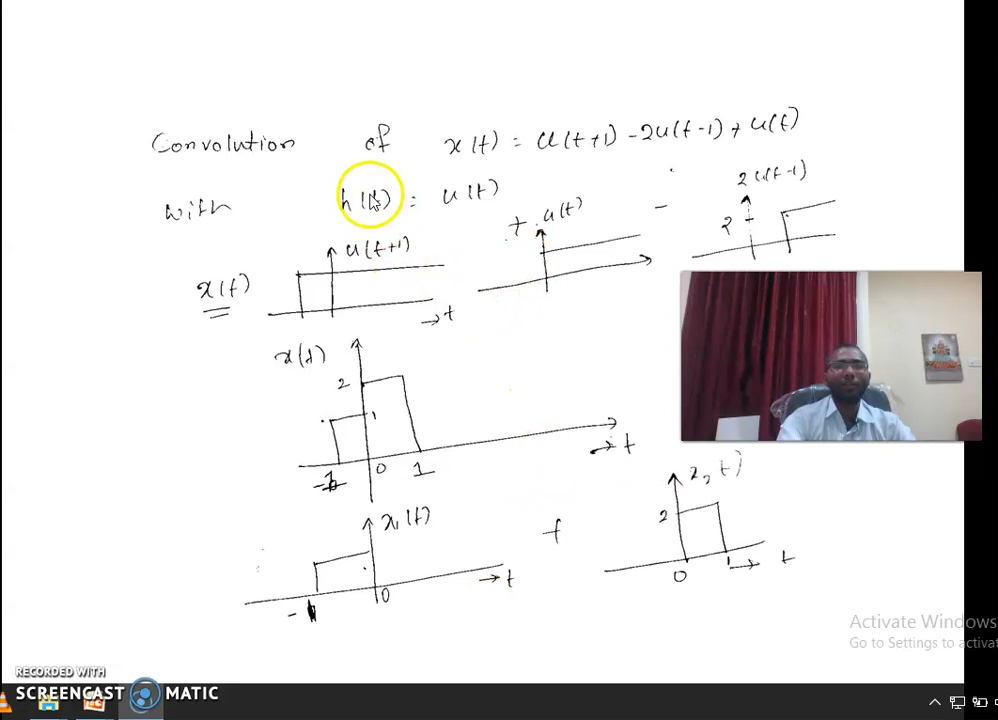 Convolution of x(t) = u(t+1) - 2u(t-1) + u(t)
with h(t) = u(t)
x(t) u(t+1) + u(t) - 2u(t-1)
2
→ t
x(t)
2
1
-1 0 1 → t
x₁(t) + x₂(t)
2
-1 0 → t 0 1 → t
Activate Windows
Go to Settings to activat
RECORDED WITH
SCREENCAST MATIC